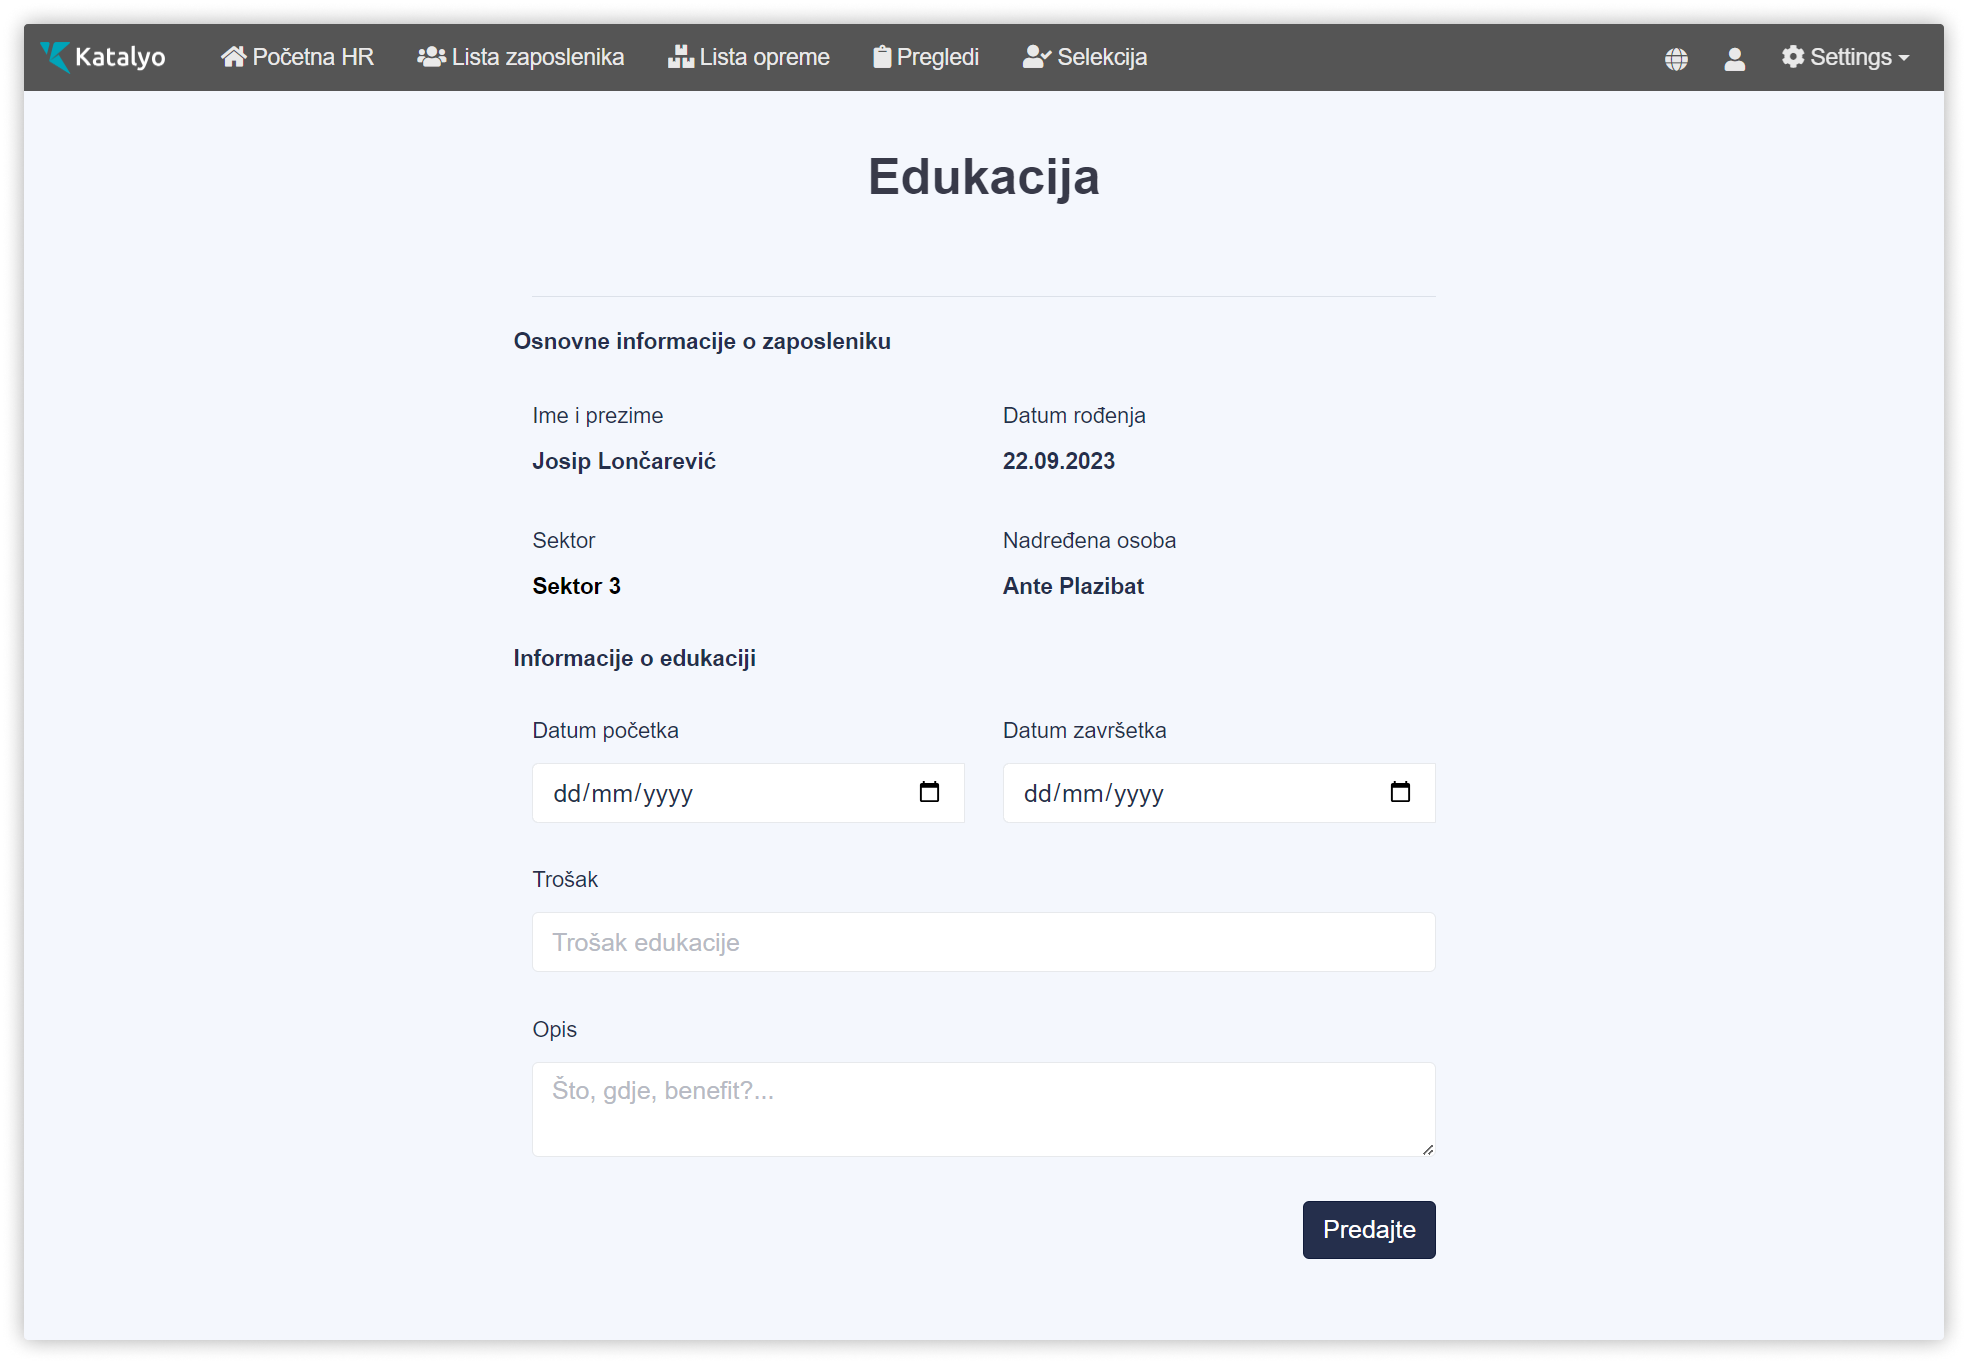 Katalyo Početna HR Lista zaposlenika Lista opreme Pregledi Selekcija Settings
Edukacija
Osnovne informacije o zaposleniku
Ime i prezime Datum rođenja
Josip Lončarević 22.09.2023
Sektor Nadređena osoba
Sektor 3 Ante Plazibat
Informacije o edukaciji
Datum početka Datum završetka
dd/mm/yyyy dd/mm/yyyy
Trošak
Trošak edukacije
Opis
Što, gdje, benefit?...
Predajte